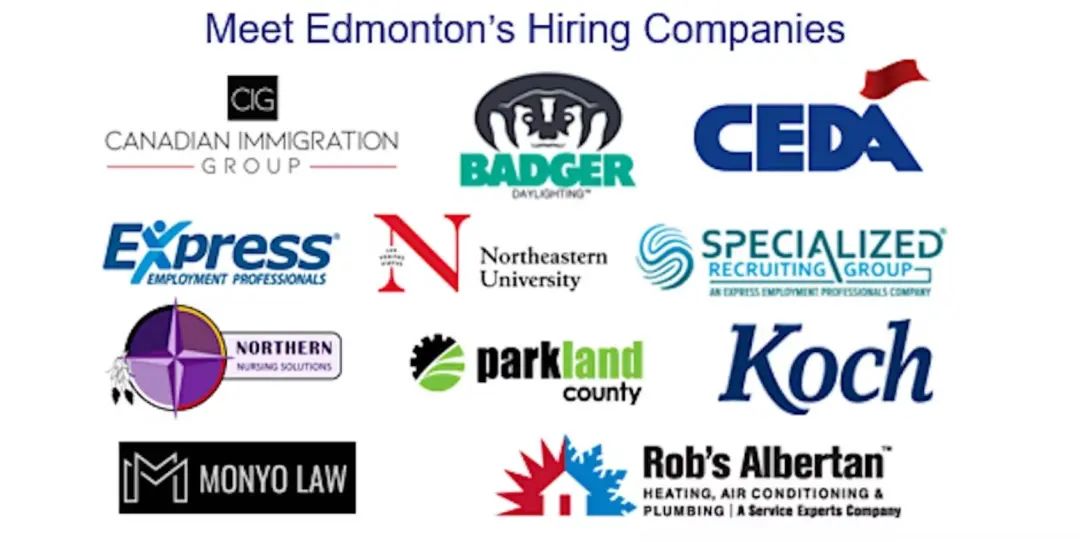 Meet Edmonton's Hiring Companies
CIG
CANADIAN IMMIGRATION
GROUP
BADGER
DAYLIGHTING™
CEDA
Express®
EMPLOYMENT PROFESSIONALS
N
Northeastern
University
SPECIALIZED®
RECRUITING GROUP
AN EXPRESS EMPLOYMENT PROFESSIONALS COMPANY
NORTHERN
NURSING SOLUTIONS
parkland
county
Koch
M MONYO LAW
Rob's Albertan™
HEATING, AIR CONDITIONING &
PLUMBING | A Service Experts Company